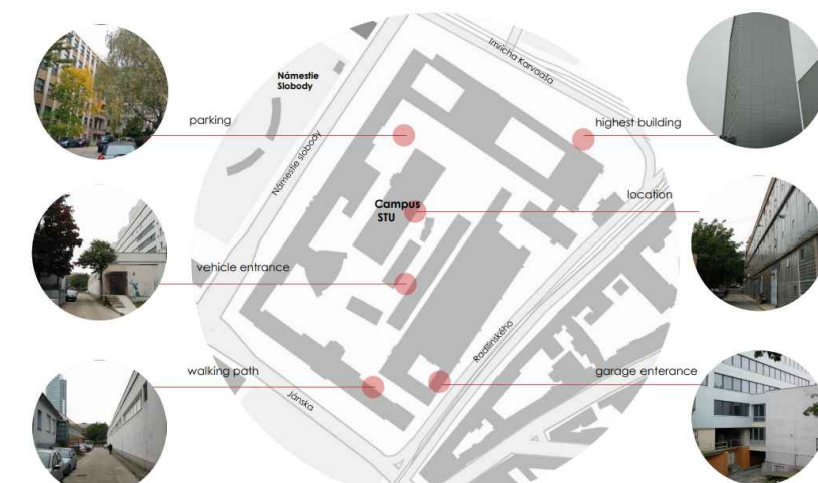 Imricha Karvaša
Námestie
Slobody
parking
highest building
Námestie slobody
Campus
STU
location
vehicle entrance
Radlinského
walking path
garage enterance
Jánska